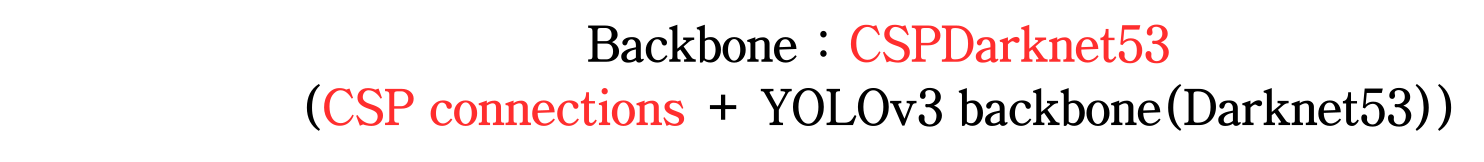 Backbone : CSPDarknet53
(CSP connections + YOLOv3 backbone(Darknet53))